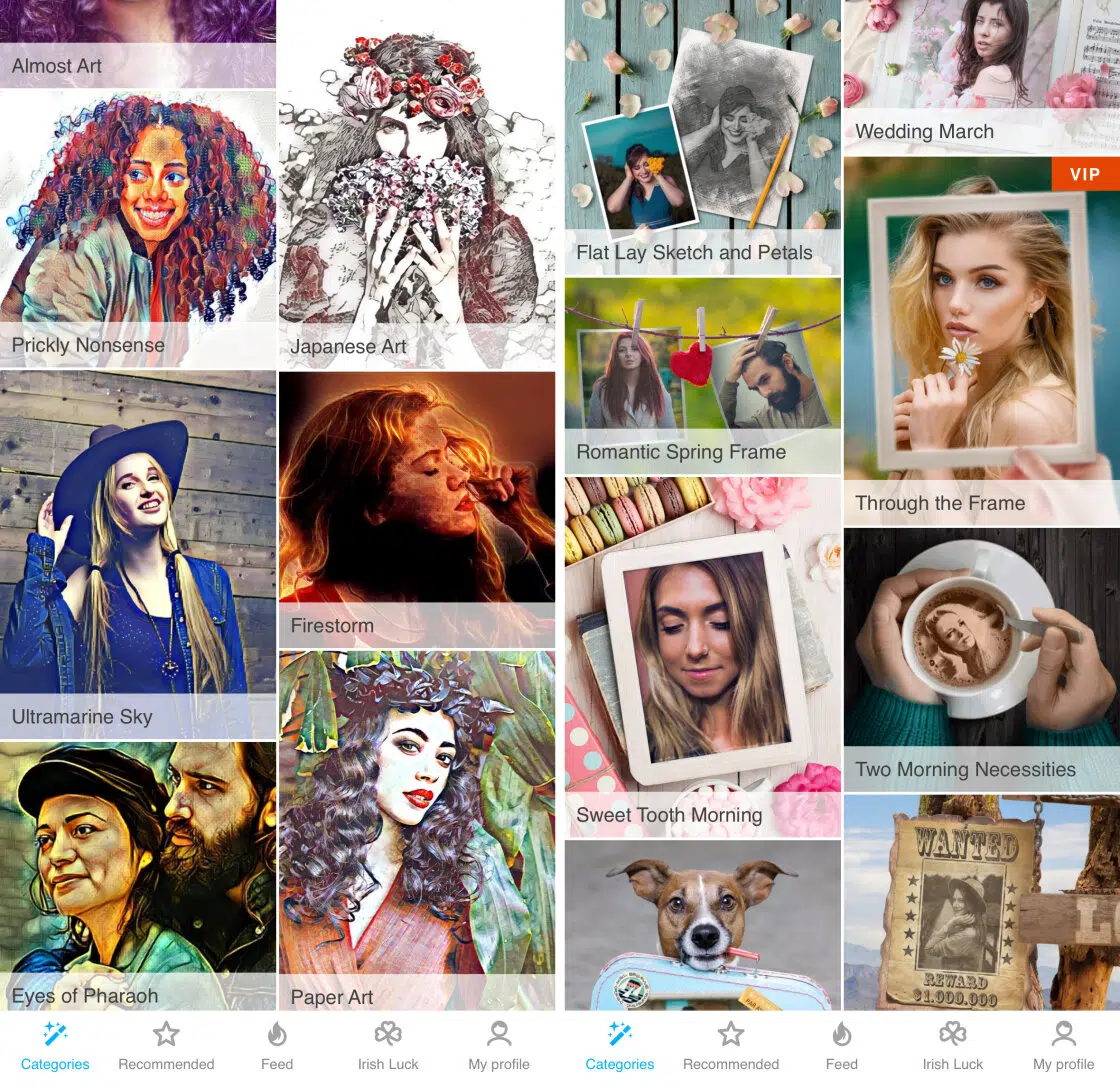 Almost Art
Prickly Nonsense
Ultramarine Sky
Eyes of Pharaoh
Japanese Art
Firestorm
Paper Art
Categories
Recommended
Feed
Irish Luck
My profile
Flat Lay Sketch and Petals
Romantic Spring Frame
Sweet Tooth Morning
Wedding March
VIP
Through the Frame
Two Morning Necessities
WANTED
REWARD
$1.000.000
L
Categories
Recommended
Feed
Irish Luck
My profile